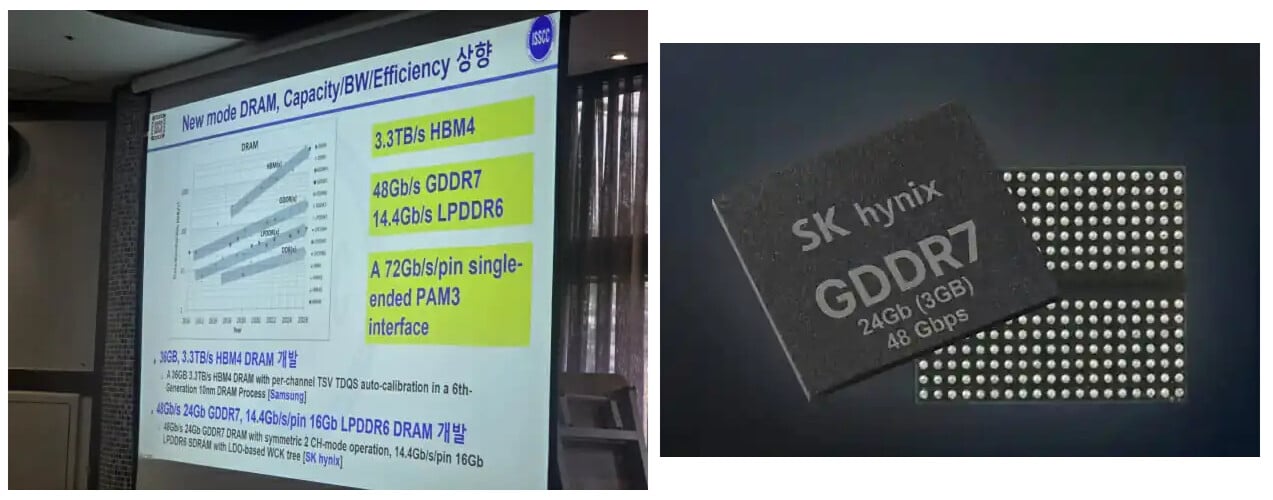 ISSCC
New mode DRAM, Capacity/BW/Efficiency 상향
DRAM
HBM(x)
GDDR(x)
LPDDR(x)
DDR(x)
Year
3.3TB/s HBM4
48Gb/s GDDR7
14.4Gb/s LPDDR6
A 72Gb/s/pin single-
ended PAM3
interface
36GB, 3.3TB/s HBM4 DRAM 개발
A 36GB 3.3TB/s HBM4 DRAM with per-channel TSV TDQS auto-calibration in a 6th-
Generation 10nm DRAM Process [Samsung]
48Gb/s 24Gb GDDR7, 14.4Gb/s/pin 16Gb LPDDR6 DRAM 개발
48Gb/s 24Gb GDDR7 DRAM with symmetric 2 CH-mode operation, 14.4Gb/s/pin 16Gb
LPDDR6 SDRAM with LDO-based WCK tree [SK hynix]
SK hynix
GDDR7
24Gb (3GB)
48 Gbps